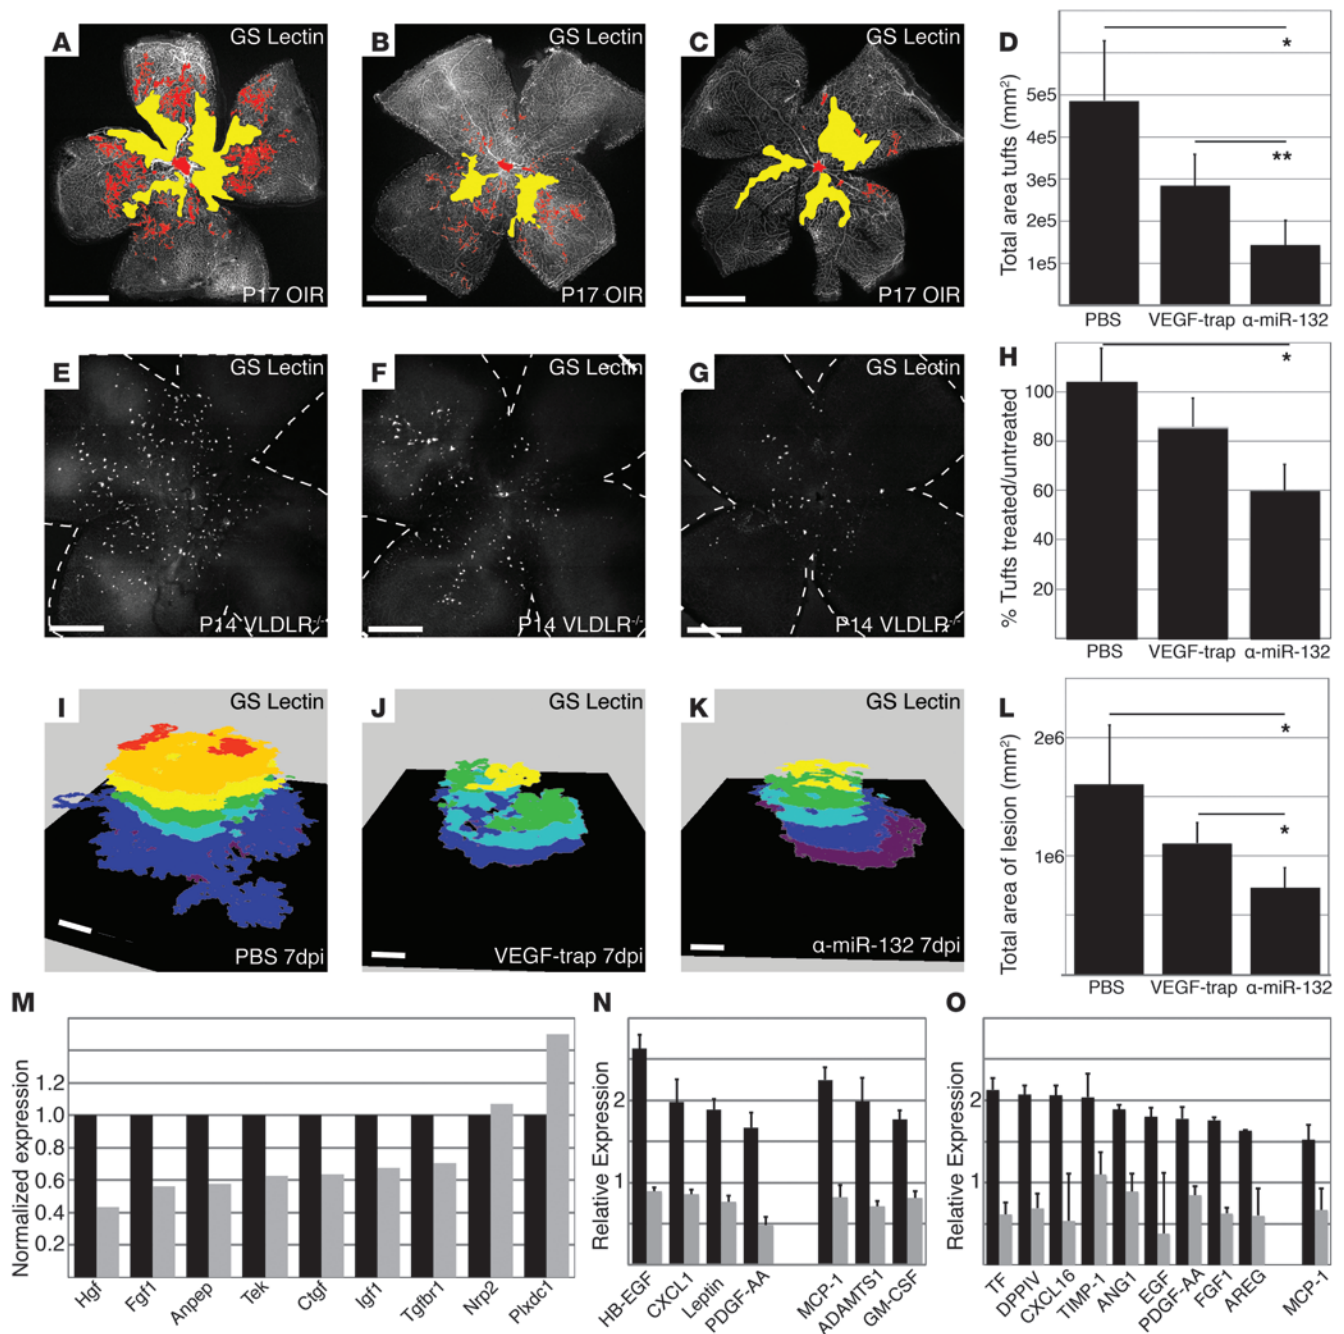 A
GS Lectin
P17 OIR
B
GS Lectin
P17 OIR
C
GS Lectin
P17 OIR
D
Total area tufts (mm²)
5e5
4e5
3e5
2e5
1e5
*
**
PBS VEGF-trap α-miR-132
E
GS Lectin
P14 VLDLR-/-
F
GS Lectin
P14 VLDLR-/-
G
GS Lectin
P14 VLDLR-/-
H
% Tufts treated/untreated
100
80
60
40
20
*
PBS VEGF-trap α-miR-132
I
GS Lectin
PBS 7dpi
J
GS Lectin
VEGF-trap 7dpi
K
GS Lectin
α-miR-132 7dpi
L
Total area of lesion (mm²)
2e6
1e6
*
*
PBS VEGF-trap α-miR-132
M
Normalized expression
1.2
1.0
0.8
0.6
0.4
0.2
Hgf
Fgf1
Anpep
Tek
Ctgf
Igf1
Tgfbr1
Nrp2
Plxdc1
N
Relative Expression
2
1
HB-EGF
CXCL1
Leptin
PDGF-AA
MCP-1
ADAMTS1
GM-CSF
O
Relative Expression
2
1
TF
DPPIV
CXCL16
TIMP-1
ANG1
EGF
PDGF-AA
FGF1
AREG
MCP-1